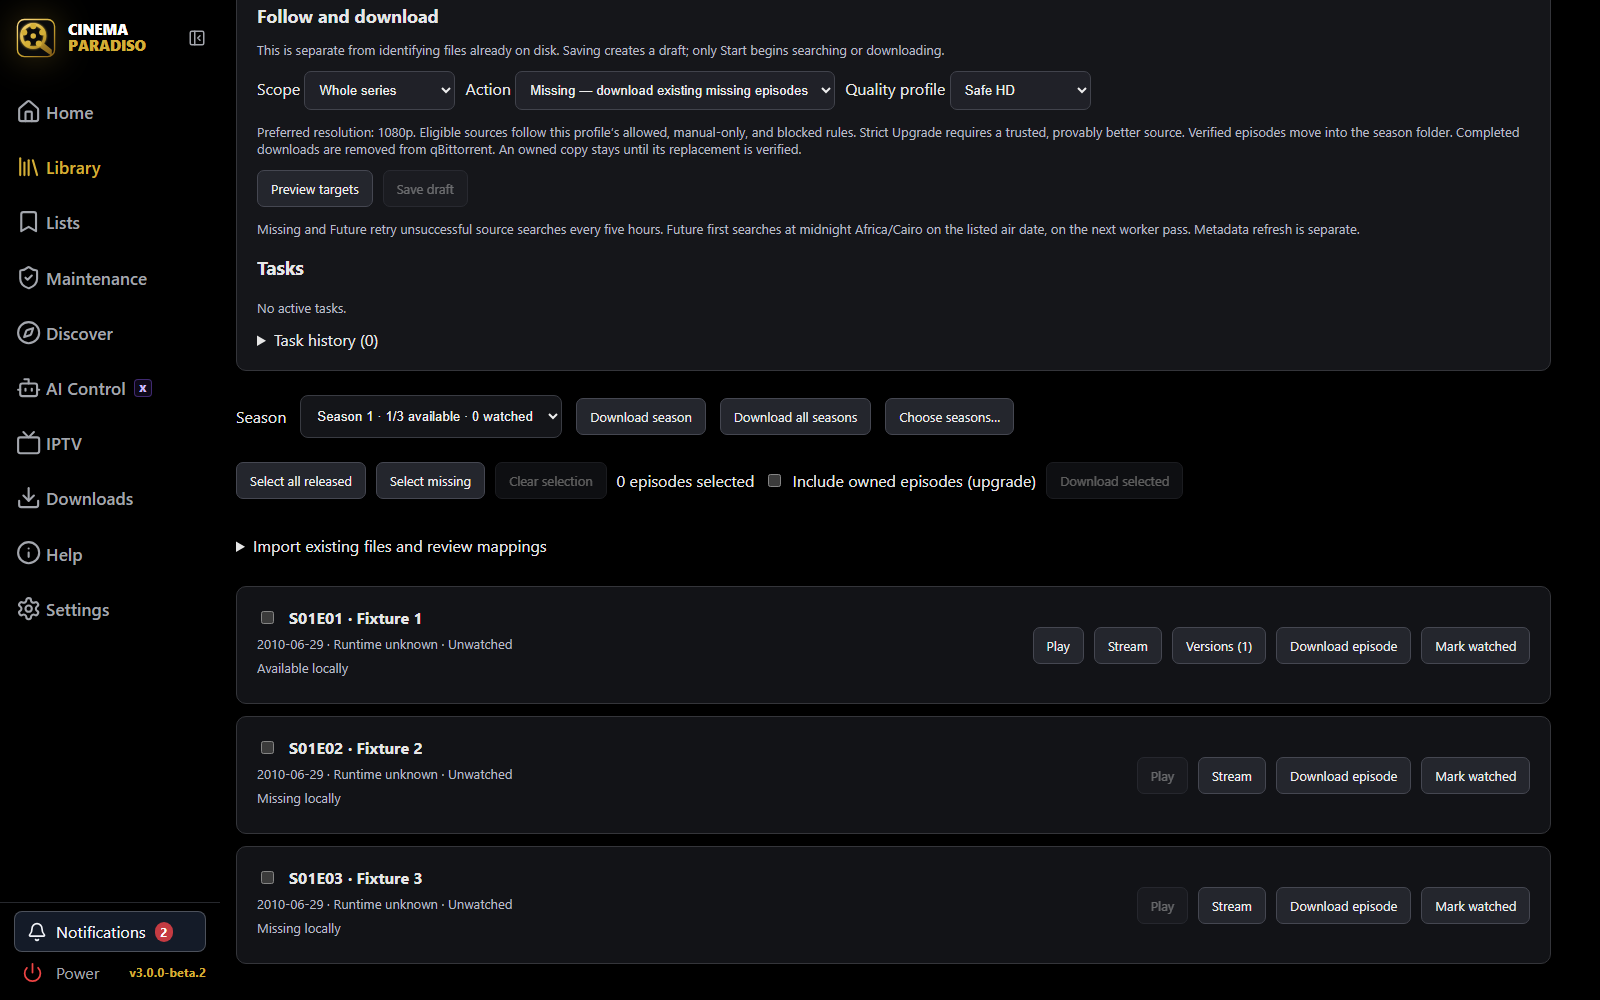 CINEMA
PARADISO
Home
Library
Lists
Maintenance
Discover
AI Control x
IPTV
Downloads
Help
Settings
Notifications 2
Power v3.0.0-beta.2
Follow and download
This is separate from identifying files already on disk. Saving creates a draft; only Start begins searching or downloading.
Scope Whole series Action Missing — download existing missing episodes Quality profile Safe HD
Preferred resolution: 1080p. Eligible sources follow this profile's allowed, manual-only, and blocked rules. Strict Upgrade requires a trusted, provably better source. Verified episodes move into the season folder. Completed
downloads are removed from qBittorrent. An owned copy stays until its replacement is verified.
Preview targets Save draft
Missing and Future retry unsuccessful source searches every five hours. Future first searches at midnight Africa/Cairo on the listed air date, on the next worker pass. Metadata refresh is separate.
Tasks
No active tasks.
Task history (0)
Season Season 1 · 1/3 available · 0 watched Download season Download all seasons Choose seasons...
Select all released Select missing Clear selection 0 episodes selected Include owned episodes (upgrade) Download selected
Import existing files and review mappings
S01E01 · Fixture 1
2010-06-29 · Runtime unknown · Unwatched
Available locally
Play Stream Versions (1) Download episode Mark watched
S01E02 · Fixture 2
2010-06-29 · Runtime unknown · Unwatched
Missing locally
Play Stream Download episode Mark watched
S01E03 · Fixture 3
2010-06-29 · Runtime unknown · Unwatched
Missing locally
Play Stream Download episode Mark watched